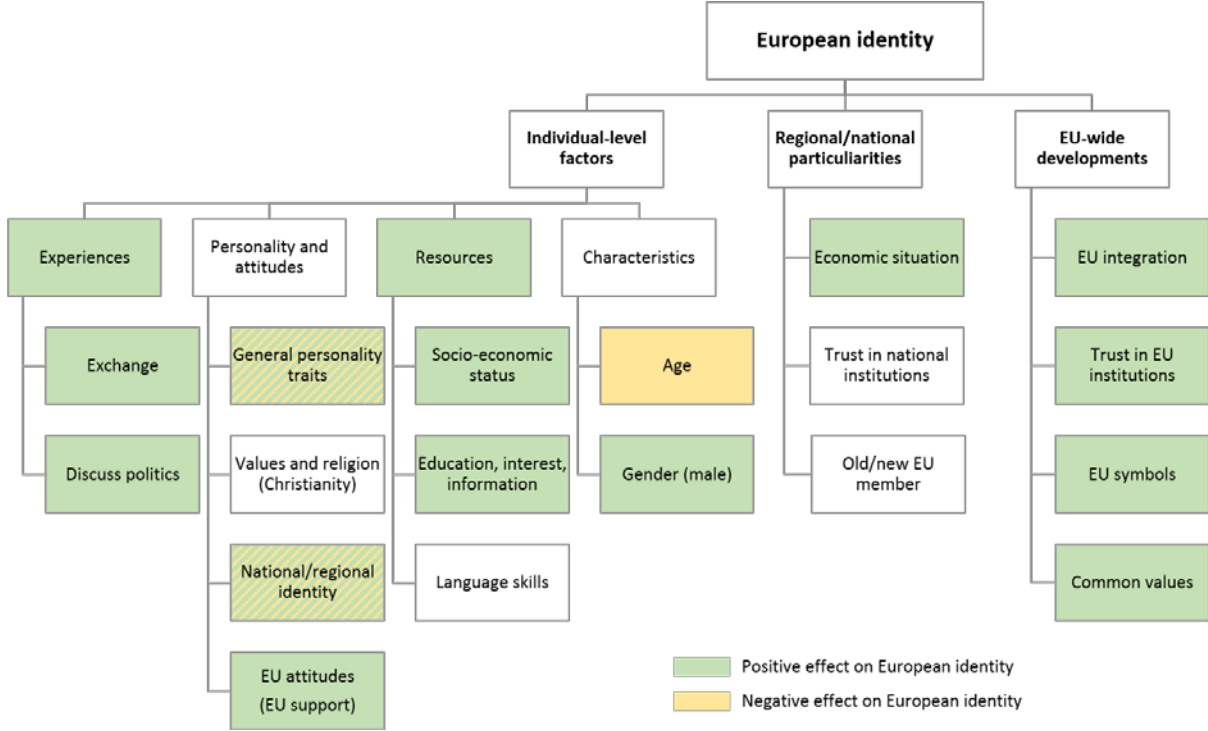 European identity
Individual-level
factors
Regional/national
particuliarities
EU-wide
developments
Experiences
Personality and
attitudes
Resources
Characteristics
Economic situation
EU integration
Exchange
General personality
traits
Socio-economic
status
Age
Trust in national
institutions
Trust in EU
institutions
Discuss politics
Values and religion
(Christianity)
Education, interest,
information
Gender (male)
Old/new EU
member
EU symbols
National/regional
identity
Language skills
Common values
EU attitudes
(EU support)
Positive effect on European identity
Negative effect on European identity